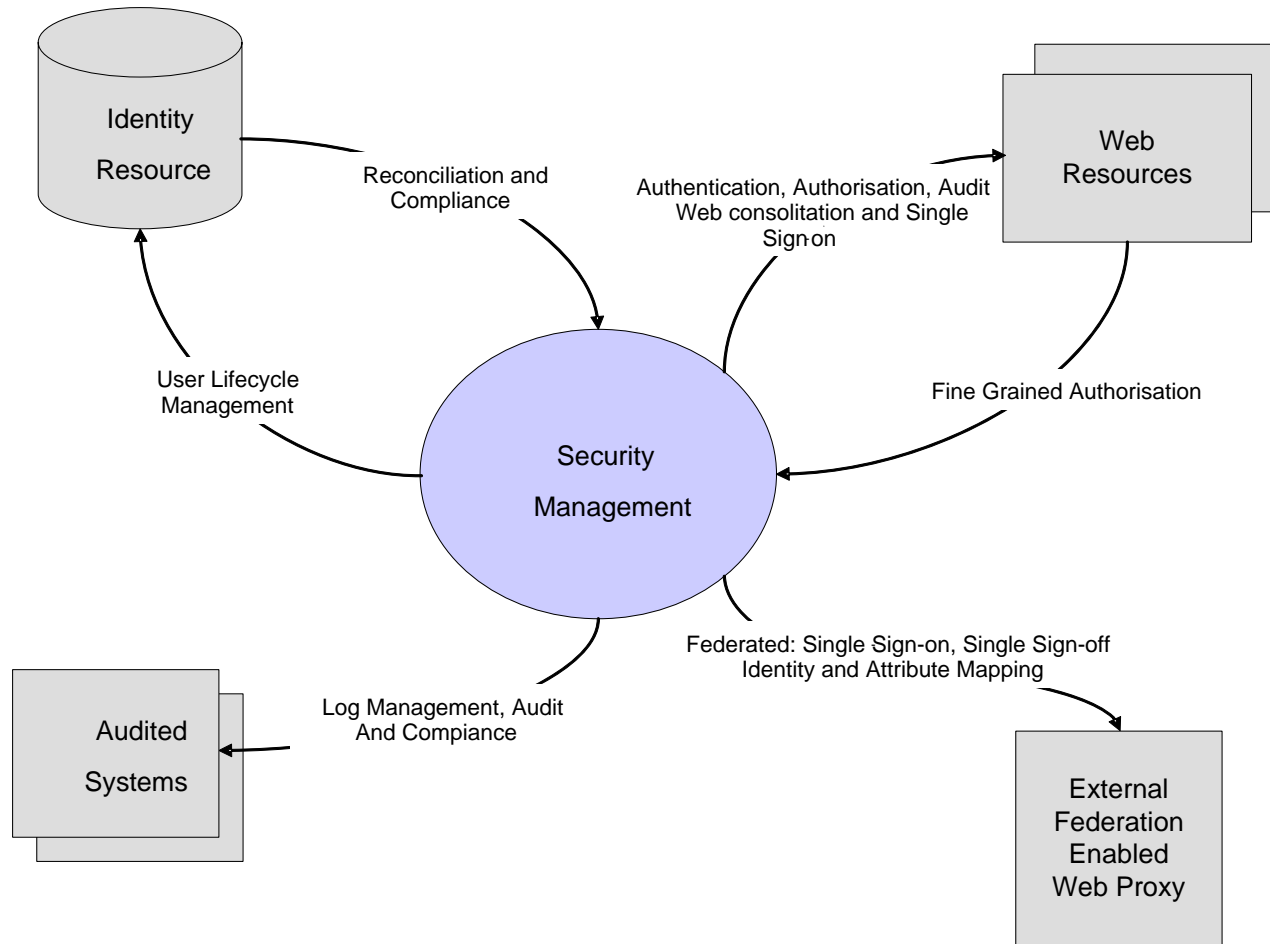 Identity
Resource
Reconciliation and
Compliance
Authentication, Authorisation, Audit
Web consolitation and Single
Sign-on
Web
Resources
User Lifecycle
Management
Fine Grained Authorisation
Security
Management
Federated: Single Sign-on, Single Sign-off
Identity and Attribute Mapping
Log Management, Audit
And Compiance
Audited
Systems
External
Federation
Enabled
Web Proxy